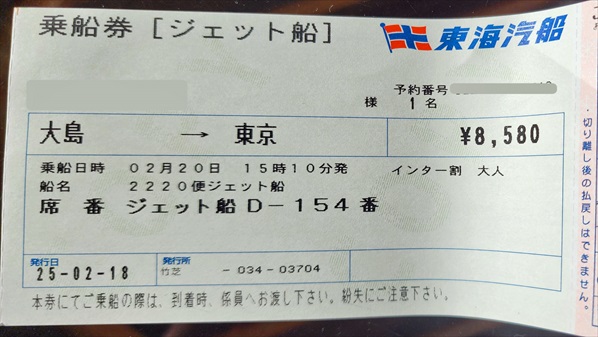 乗船券［ジェット船］
東海汽船
予約番号
様 1名
大島 → 東京 ¥8,580
乗船日時 02月20日 15時10分発 インター割 大人
船名 2220便ジェット船
席番 ジェット船D-154番
発行日 発行所
25-02-18 竹芝 -034-03704
本券にてご乗船の際は、到着時、係員へお渡し下さい。紛失にご注意下さい。
・切り離し後の払戻しはできません。